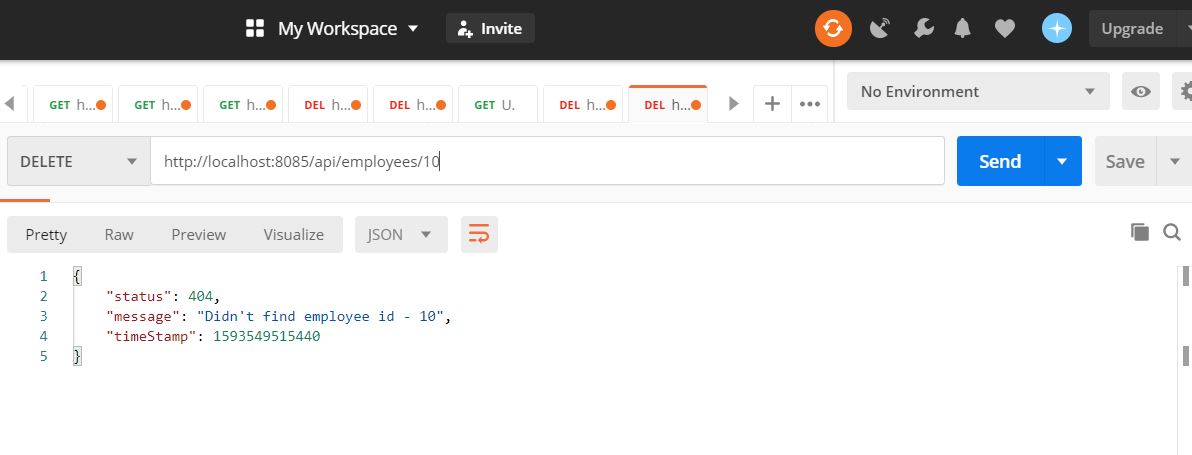 My Workspace Invite Upgrade
GET h... GET h... GET h... DEL h... DEL h... GET U. DEL h... DEL h... + ••• No Environment
DELETE http://localhost:8085/api/employees/10 Send Save
Pretty Raw Preview Visualize JSON
1 {
2 "status": 404,
3 "message": "Didn't find employee id - 10",
4 "timeStamp": 1593549515440
5 }